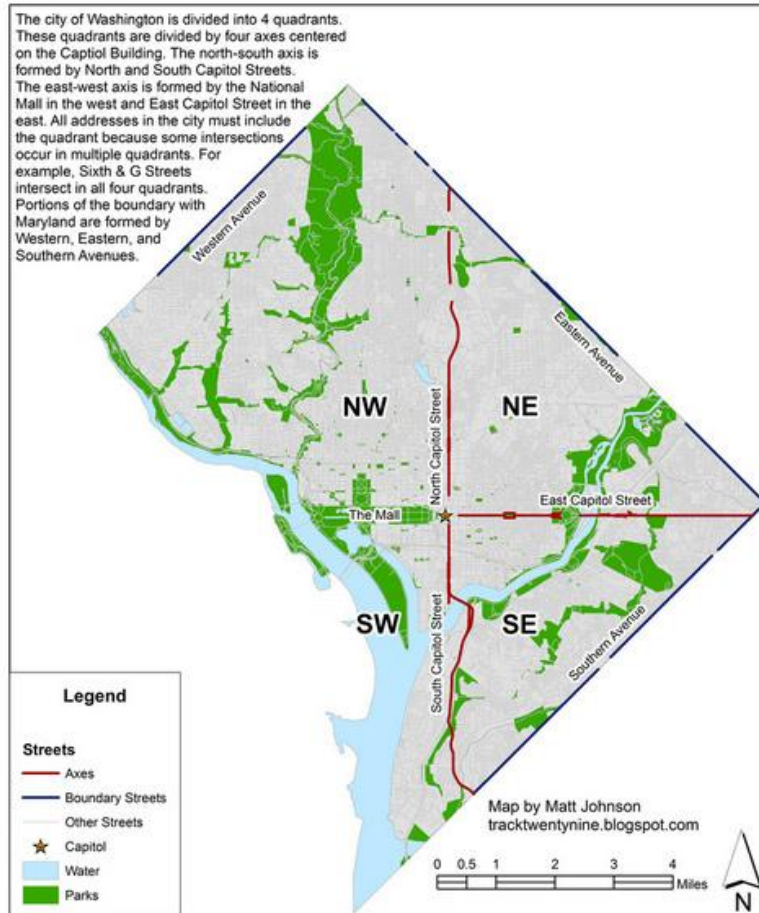 The city of Washington is divided into 4 quadrants.
These quadrants are divided by four axes centered
on the Captiol Building. The north-south axis is
formed by North and South Capitol Streets.
The east-west axis is formed by the National
Mall in the west and East Capitol Street in the
east. All addresses in the city must include
the quadrant because some intersections
occur in multiple quadrants. For
example, Sixth & G Streets
intersect in all four quadrants.
Portions of the boundary with
Maryland are formed by
Western, Eastern, and
Southern Avenues.
Western Avenue
Eastern Avenue
NW
NE
North Capitol Street
East Capitol Street
The Mall
SW
SE
South Capitol Street
Southern Avenue
Legend
Streets
Axes
Boundary Streets
Other Streets
Capitol
Water
Parks
Map by Matt Johnson
tracktwentynine.blogspot.com
0 0.5 1 2 3 4
Miles
N